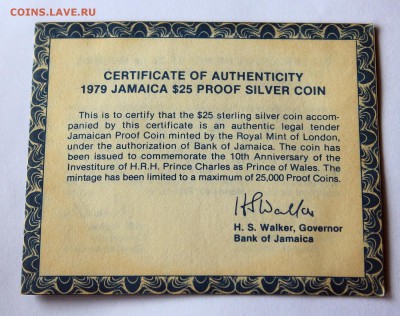 COINS.LAVE.RU
CERTIFICATE OF AUTHENTICITY
1979 JAMAICA $25 PROOF SILVER COIN
This is to certify that the $25 sterling silver coin accom-
panied by this certificate is an authentic legal tender
Jamaican Proof Coin minted by the Royal Mint of London,
under the authorization of Bank of Jamaica. The coin has
been issued to commemorate the 10th Anniversary of the
Investiture of H.R.H. Prince Charles as Prince of Wales. The
mintage has been limited to a maximum of 25,000 Proof Coins.
HSWalker
H. S. Walker, Governor
Bank of Jamaica